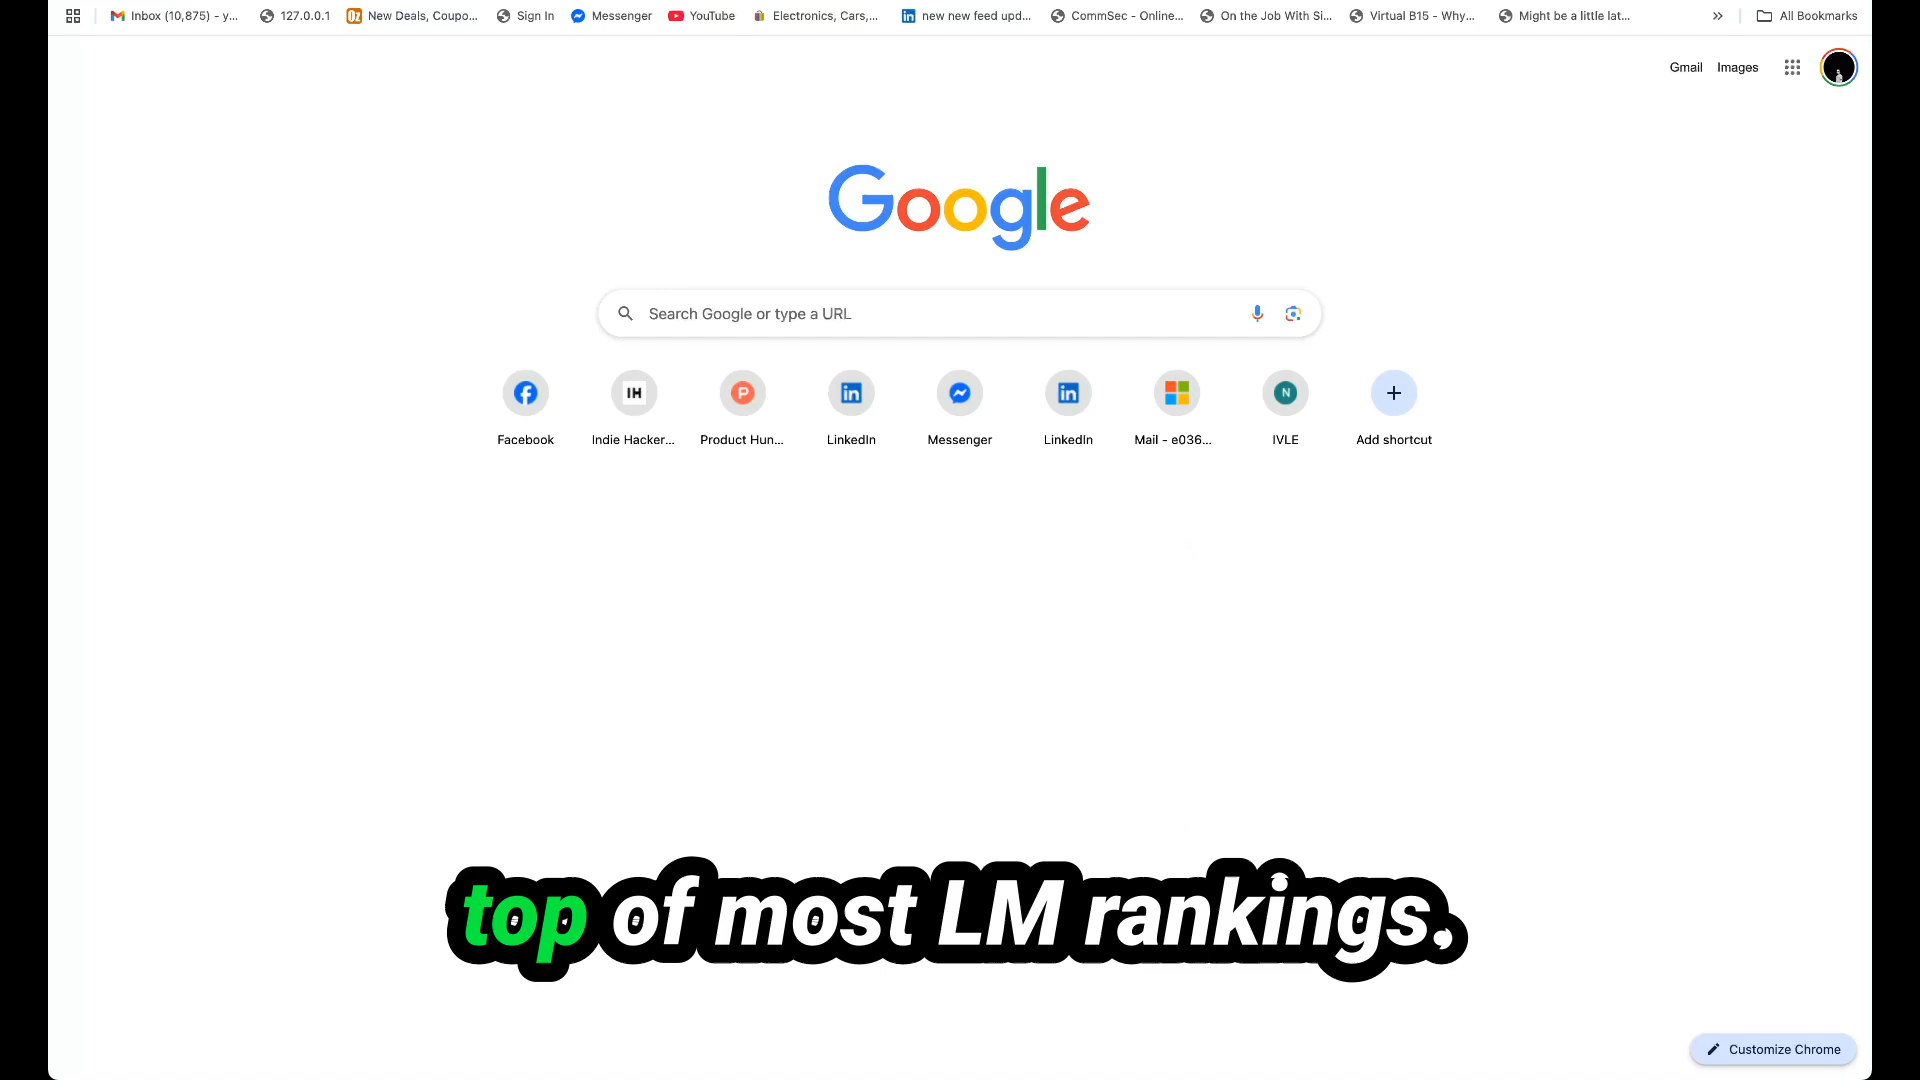 Inbox (10,875) - y...
127.0.0.1
New Deals, Coupo...
Sign In
Messenger
YouTube
Electronics, Cars,...
new new feed upd...
CommSec - Online...
On the Job With Si...
Virtual B15 - Why...
Might be a little lat...
All Bookmarks
Gmail
Images
Google
Search Google or type a URL
Facebook
Indie Hacker...
Product Hun...
LinkedIn
Messenger
LinkedIn
Mail - e036...
IVLE
Add shortcut
top of most LM rankings.
Customize Chrome